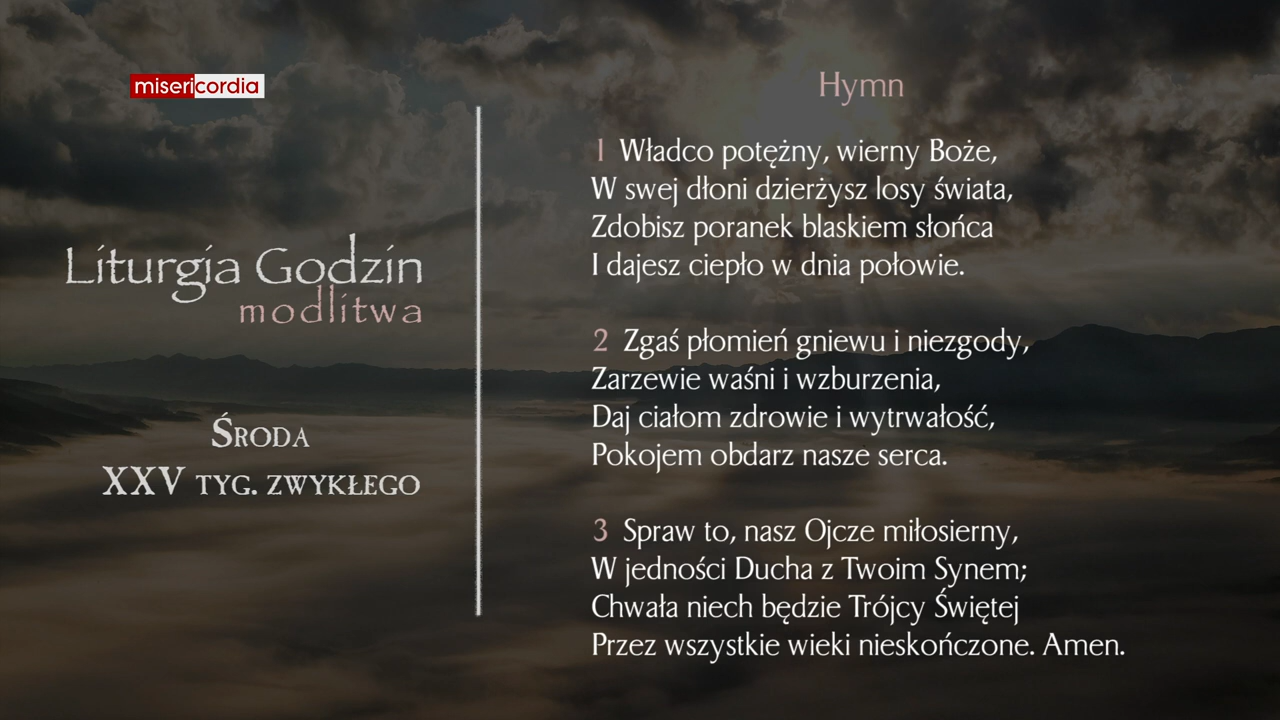 misericordia
Liturgia Godzin
modlitwa
Środa
XXV tyg. zwykłego
Hymn
1 Władco potężny, wierny Boże,
W swej dłoni dzierżysz losy świata,
Zdobisz poranek blaskiem słońca
I dajesz ciepło w dnia połowie.
2 Zgaś płomień gniewu i niezgody,
Zarzewie waśni i wzburzenia,
Daj ciałom zdrowie i wytrwałość,
Pokojem obdarz nasze serca.
3 Spraw to, nasz Ojcze miłosierny,
W jedności Ducha z Twoim Synem;
Chwała niech będzie Trójcy Świętej
Przez wszystkie wieki nieskończone. Amen.